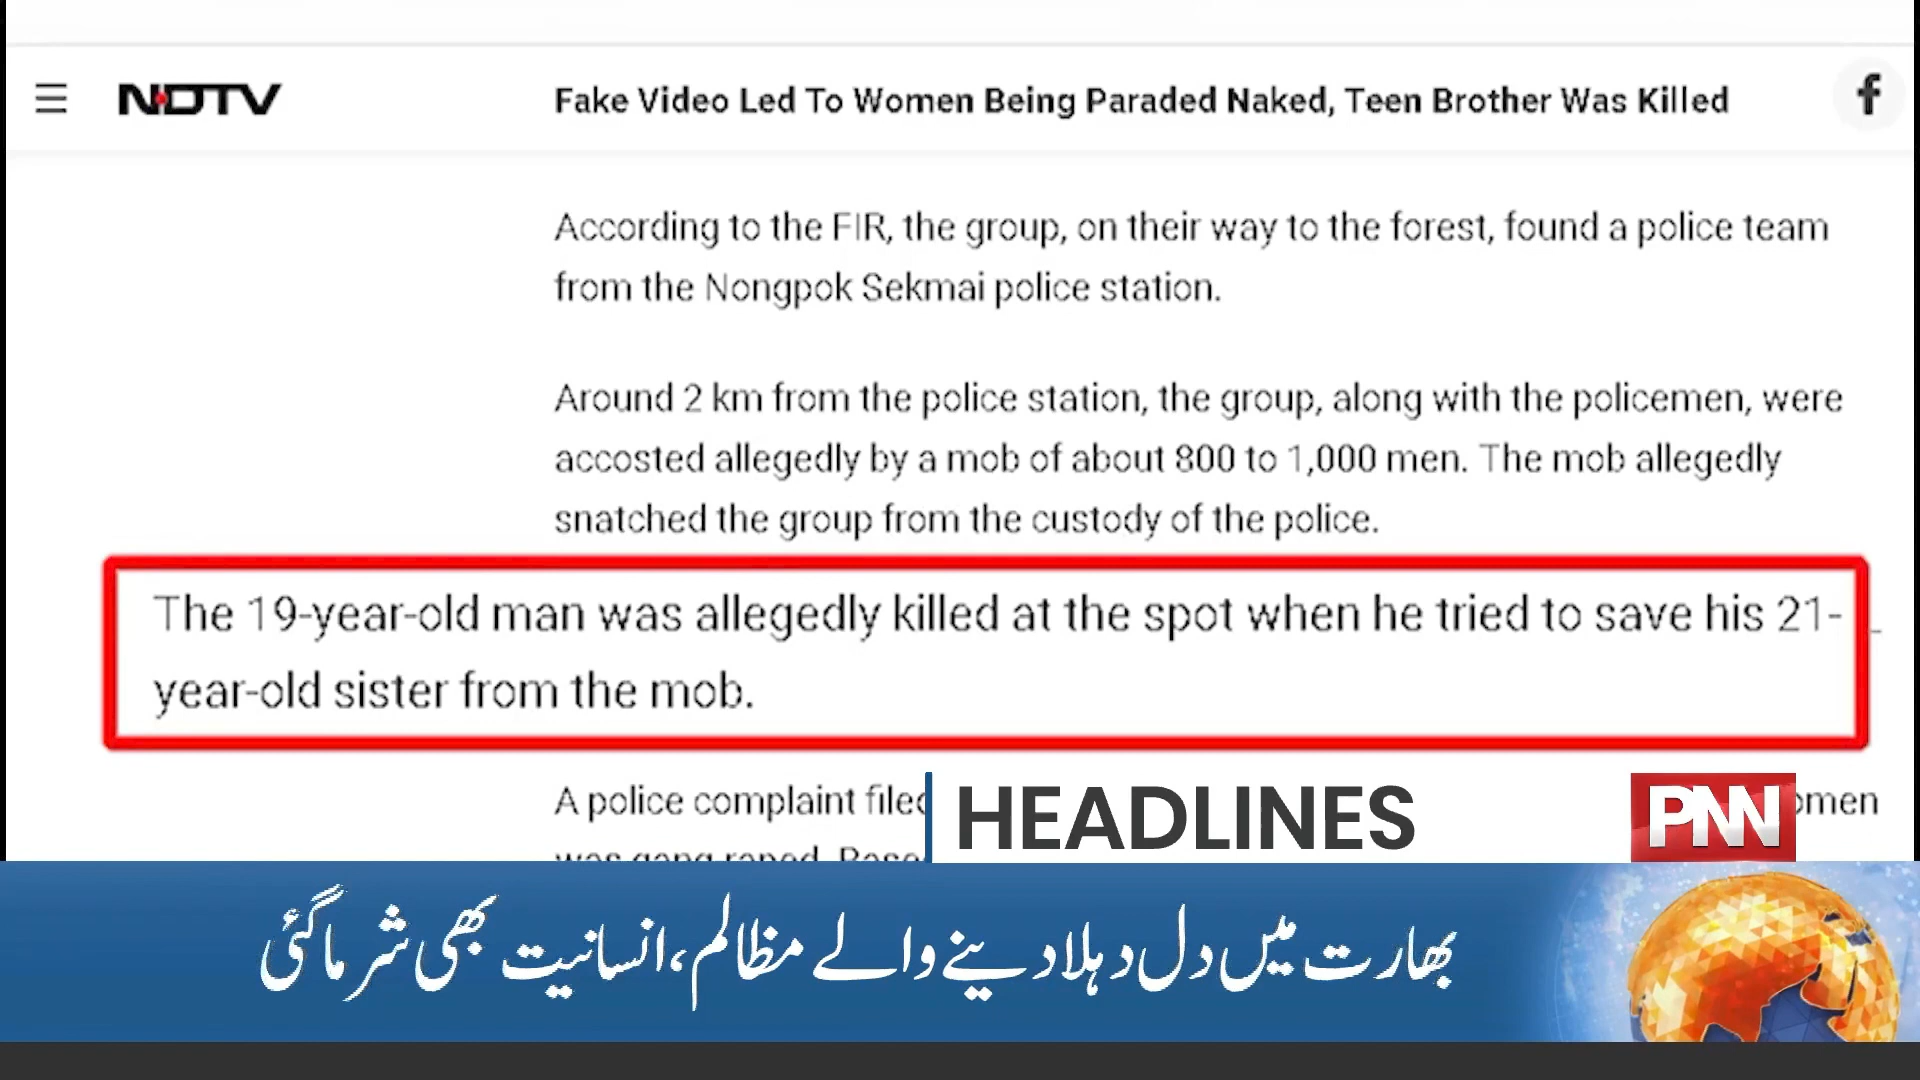 NDTV
Fake Video Led To Women Being Paraded Naked, Teen Brother Was Killed
f
According to the FIR, the group, on their way to the forest, found a police team
from the Nongpok Sekmai police station.
Around 2 km from the police station, the group, along with the policemen, were
accosted allegedly by a mob of about 800 to 1,000 men. The mob allegedly
snatched the group from the custody of the police.
The 19-year-old man was allegedly killed at the spot when he tried to save his 21-
year-old sister from the mob.
A police complaint
was gang raped.
HEADLINES
PNN
بھارت میں دل دہلا دینے والے مظالم، انسانیت بھی شرما گئی